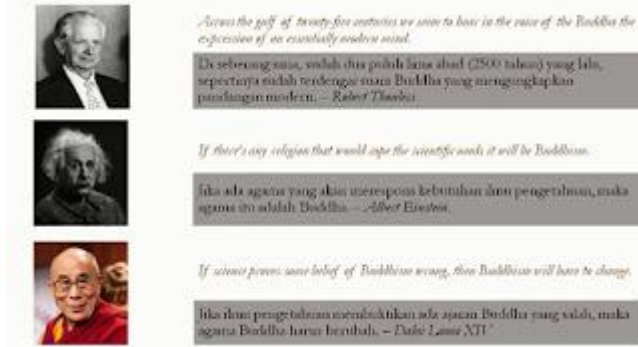 Across the gulf of twenty-five centuries we seem to hear in the voice of the Buddha the
expression of an essentially modern mind.
Di seberang sana, sudah dua puluh lima abad (2500 tahun) yang lalu,
sepertinya sudah terdengar suara Buddha yang mengungkapkan
pandangan modern. – Robert Thouless
If there's any religion that would cope the scientific needs it will be Buddhism.
Jika ada agama yang akan merespons kebutuhan ilmu pengetahuan, maka
agama itu adalah Buddha. – Albert Einstein.
If science proves some belief of Buddhism wrong, then Buddhism will have to change.
Jika ilmu pengetahuan membuktikan ada ajaran Buddha yang salah, maka
agama Buddha harus berubah. – Dalai Lama XIV